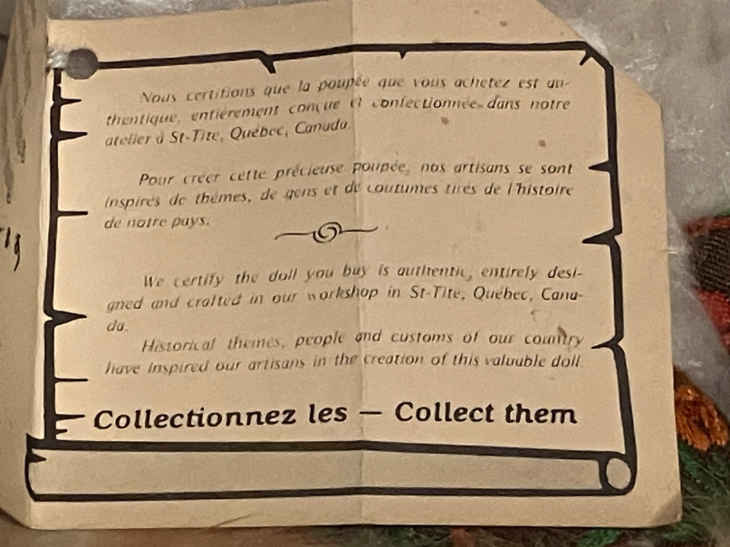 Nous certifions que la poupée que vous achetez est au-
thentique, entièrement conçue et confectionnée dans notre
atelier à St-Tite, Québec, Canada.
Pour créer cette précieuse poupée, nos artisans se sont
inspirés de thèmes, de gens et de coutumes tirés de l'histoire
de notre pays.
We certify the doll you buy is authentic, entirely desi-
gned and crafted in our workshop in St-Tite, Québec, Cana-
da.
Historical themes, people and customs of our country
have inspired our artisans in the creation of this valuable doll.
Collectionnez les — Collect them